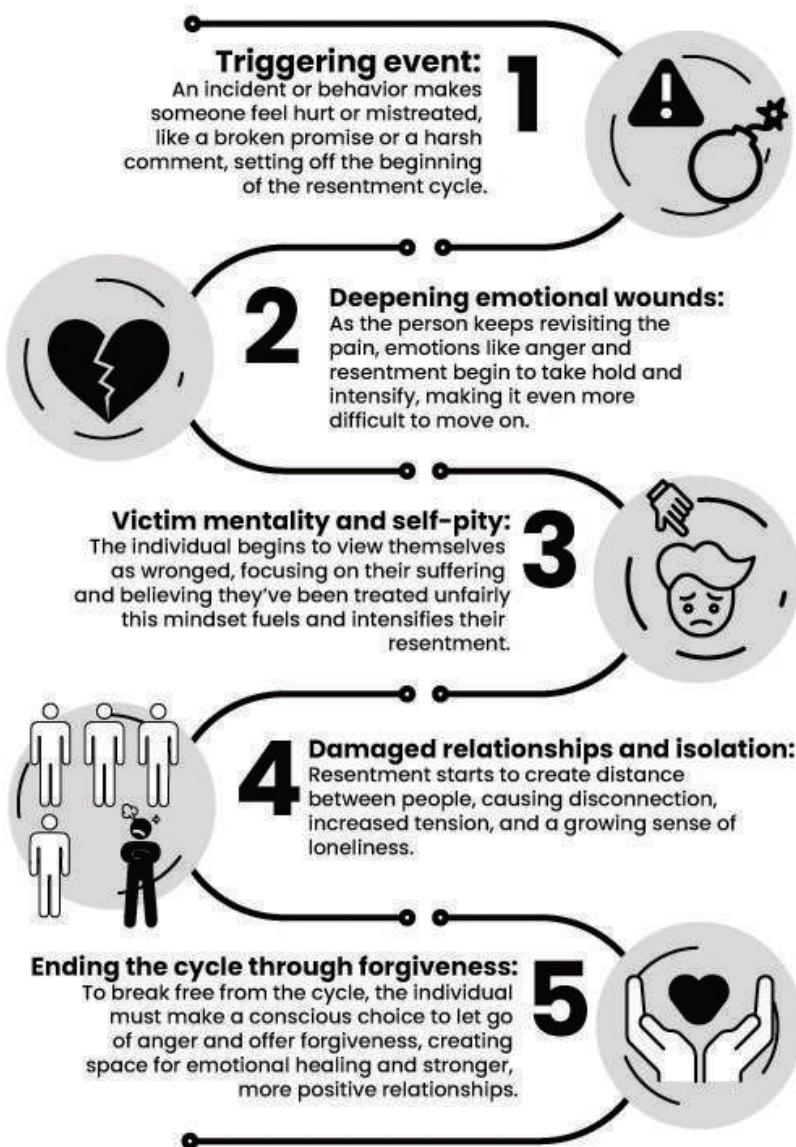 Triggering event:
1
An incident or behavior makes
someone feel hurt or mistreated,
like a broken promise or a harsh
comment, setting off the beginning
of the resentment cycle.
2
Deepening emotional wounds:
As the person keeps revisiting the
pain, emotions like anger and
resentment begin to take hold and
intensify, making it even more
difficult to move on.
Victim mentality and self-pity:
3
The individual begins to view themselves
as wronged, focusing on their suffering
and believing they've been treated unfairly
this mindset fuels and intensifies their
resentment.
4
Damaged relationships and isolation:
Resentment starts to create distance
between people, causing disconnection,
increased tension, and a growing sense of
loneliness.
Ending the cycle through forgiveness:
5
To break free from the cycle, the individual
must make a conscious choice to let go
of anger and offer forgiveness, creating
space for emotional healing and stronger,
more positive relationships.